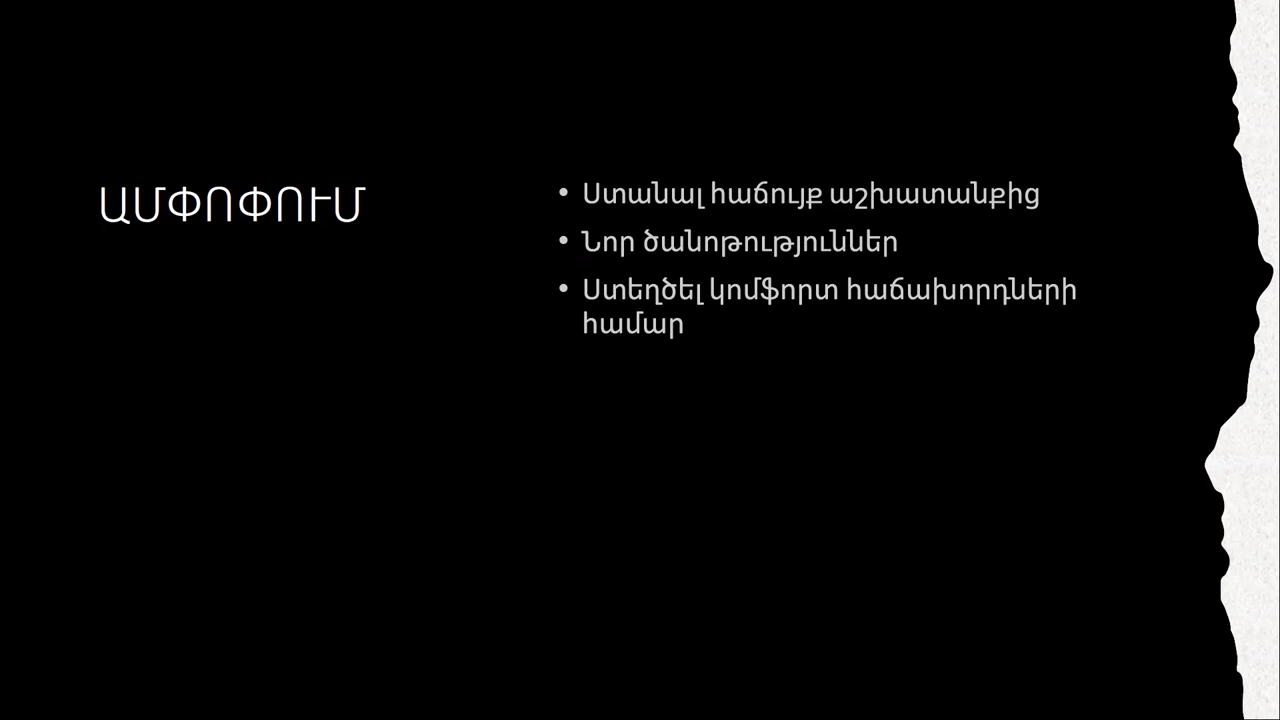 ԱՄՓՈՓՈՒՄ
• Ստանալ հաճույք աշխատանքից
• Նոր ծանոթություններ
• Ստեղծել կոմֆորտ հաճախորդների
համար